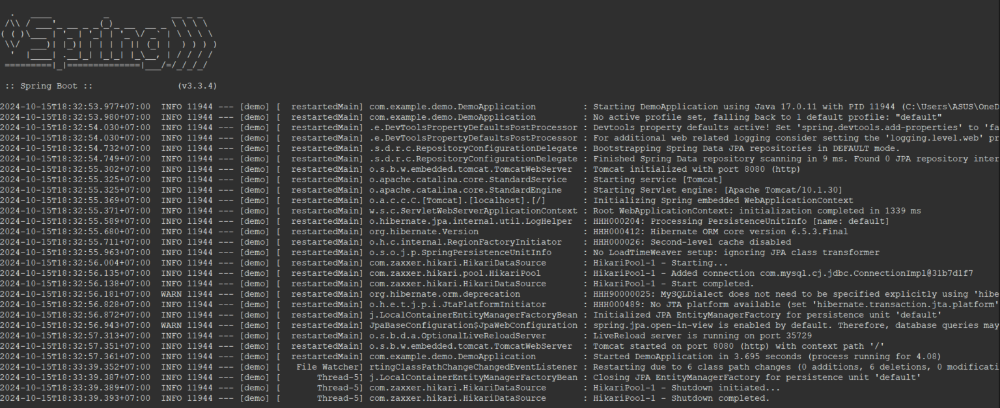 .   ____          _            __ _ _
 /\\ / ___'_ __ _ _(_)_ __  __ _ \ \ \ \
( ( )\___ | '_ | '_| | '_ \/ _` | \ \ \ \
 \\/  ___)| |_)| | | | | || (_| |  ) ) ) )
  '  |____| .__|_| |_|_| |_\__, | / / / /
 =========|_|==============|___/=/_/_/_/
 :: Spring Boot ::                (v3.3.4)
2024-10-15T18:32:53.977+07:00  INFO 11944 --- [demo] [  restartedMain] com.example.demo.DemoApplication         : Starting DemoApplication using Java 17.0.11 with PID 11944 (C:\Users\ASUS\OneD
2024-10-15T18:32:53.980+07:00  INFO 11944 --- [demo] [  restartedMain] com.example.demo.DemoApplication         : No active profile set, falling back to 1 default profile: "default"
2024-10-15T18:32:54.030+07:00  INFO 11944 --- [demo] [  restartedMain] .e.DevToolsPropertyDefaultsPostProcessor : Devtools property defaults active! Set 'spring.devtools.add-properties' to 'fa
2024-10-15T18:32:54.030+07:00  INFO 11944 --- [demo] [  restartedMain] .e.DevToolsPropertyDefaultsPostProcessor : For additional web related logging consider setting the 'logging.level.web' pr
2024-10-15T18:32:54.732+07:00  INFO 11944 --- [demo] [  restartedMain] .s.d.r.c.RepositoryConfigurationDelegate : Bootstrapping Spring Data JPA repositories in DEFAULT mode.
2024-10-15T18:32:54.749+07:00  INFO 11944 --- [demo] [  restartedMain] .s.d.r.c.RepositoryConfigurationDelegate : Finished Spring Data repository scanning in 9 ms. Found 0 JPA repository inter
2024-10-15T18:32:55.302+07:00  INFO 11944 --- [demo] [  restartedMain] o.s.b.w.embedded.tomcat.TomcatWebServer  : Tomcat initialized with port 8080 (http)
2024-10-15T18:32:55.325+07:00  INFO 11944 --- [demo] [  restartedMain] o.apache.catalina.core.StandardService   : Starting service [Tomcat]
2024-10-15T18:32:55.325+07:00  INFO 11944 --- [demo] [  restartedMain] o.apache.catalina.core.StandardEngine    : Starting Servlet engine: [Apache Tomcat/10.1.30]
2024-10-15T18:32:55.369+07:00  INFO 11944 --- [demo] [  restartedMain] o.a.c.c.C.[Tomcat].[localhost].[/]       : Initializing Spring embedded WebApplicationContext
2024-10-15T18:32:55.371+07:00  INFO 11944 --- [demo] [  restartedMain] w.s.c.ServletWebServerApplicationContext : Root WebApplicationContext: initialization completed in 1339 ms
2024-10-15T18:32:55.589+07:00  INFO 11944 --- [demo] [  restartedMain] o.hibernate.jpa.internal.util.LogHelper  : HHH000204: Processing PersistenceUnitInfo [name: default]
2024-10-15T18:32:55.680+07:00  INFO 11944 --- [demo] [  restartedMain] org.hibernate.Version                    : HHH000412: Hibernate ORM core version 6.5.3.Final
2024-10-15T18:32:55.711+07:00  INFO 11944 --- [demo] [  restartedMain] o.h.c.internal.RegionFactoryInitiator    : HHH000026: Second-level cache disabled
2024-10-15T18:32:55.963+07:00  INFO 11944 --- [demo] [  restartedMain] o.s.o.j.p.SpringPersistenceUnitInfo      : No LoadTimeWeaver setup: ignoring JPA class transformer
2024-10-15T18:32:56.004+07:00  INFO 11944 --- [demo] [  restartedMain] com.zaxxer.hikari.HikariDataSource       : HikariPool-1 - Starting...
2024-10-15T18:32:56.135+07:00  INFO 11944 --- [demo] [  restartedMain] com.zaxxer.hikari.pool.HikariPool        : HikariPool-1 - Added connection com.mysql.cj.jdbc.ConnectionImpl@31b7d1f7
2024-10-15T18:32:56.138+07:00  INFO 11944 --- [demo] [  restartedMain] com.zaxxer.hikari.HikariDataSource       : HikariPool-1 - Start completed.
2024-10-15T18:32:56.181+07:00  WARN 11944 --- [demo] [  restartedMain] org.hibernate.orm.deprecation            : HHH90000025: MySQLDialect does not need to be specified explicitly using 'hibe
2024-10-15T18:32:56.828+07:00  INFO 11944 --- [demo] [  restartedMain] o.h.e.t.j.p.i.JtaPlatformInitiator       : HHH000489: No JTA platform available (set 'hibernate.transaction.jta.platform'
2024-10-15T18:32:56.872+07:00  INFO 11944 --- [demo] [  restartedMain] j.LocalContainerEntityManagerFactoryBean : Initialized JPA EntityManagerFactory for persistence unit 'default'
2024-10-15T18:32:56.943+07:00  WARN 11944 --- [demo] [  restartedMain] JpaBaseConfiguration$JpaWebConfiguration : spring.jpa.open-in-view is enabled by default. Therefore, database queries may
2024-10-15T18:32:57.313+07:00  INFO 11944 --- [demo] [  restartedMain] o.s.b.d.a.OptionalLiveReloadServer       : LiveReload server is running on port 35729
2024-10-15T18:32:57.351+07:00  INFO 11944 --- [demo] [  restartedMain] o.s.b.w.embedded.tomcat.TomcatWebServer  : Tomcat started on port 8080 (http) with context path '/'
2024-10-15T18:32:57.361+07:00  INFO 11944 --- [demo] [  restartedMain] com.example.demo.DemoApplication         : Started DemoApplication in 3.695 seconds (process running for 4.08)
2024-10-15T18:33:39.352+07:00  INFO 11944 --- [demo] [   File Watcher] rtingClassPathChangeChangedEventListener : Restarting due to 6 class path changes (0 additions, 6 deletions, 0 modificati
2024-10-15T18:33:39.387+07:00  INFO 11944 --- [demo] [       Thread-5] j.LocalContainerEntityManagerFactoryBean : Closing JPA EntityManagerFactory for persistence unit 'default'
2024-10-15T18:33:39.389+07:00  INFO 11944 --- [demo] [       Thread-5] com.zaxxer.hikari.HikariDataSource       : HikariPool-1 - Shutdown initiated...
2024-10-15T18:33:39.393+07:00  INFO 11944 --- [demo] [       Thread-5] com.zaxxer.hikari.HikariDataSource       : HikariPool-1 - Shutdown completed.